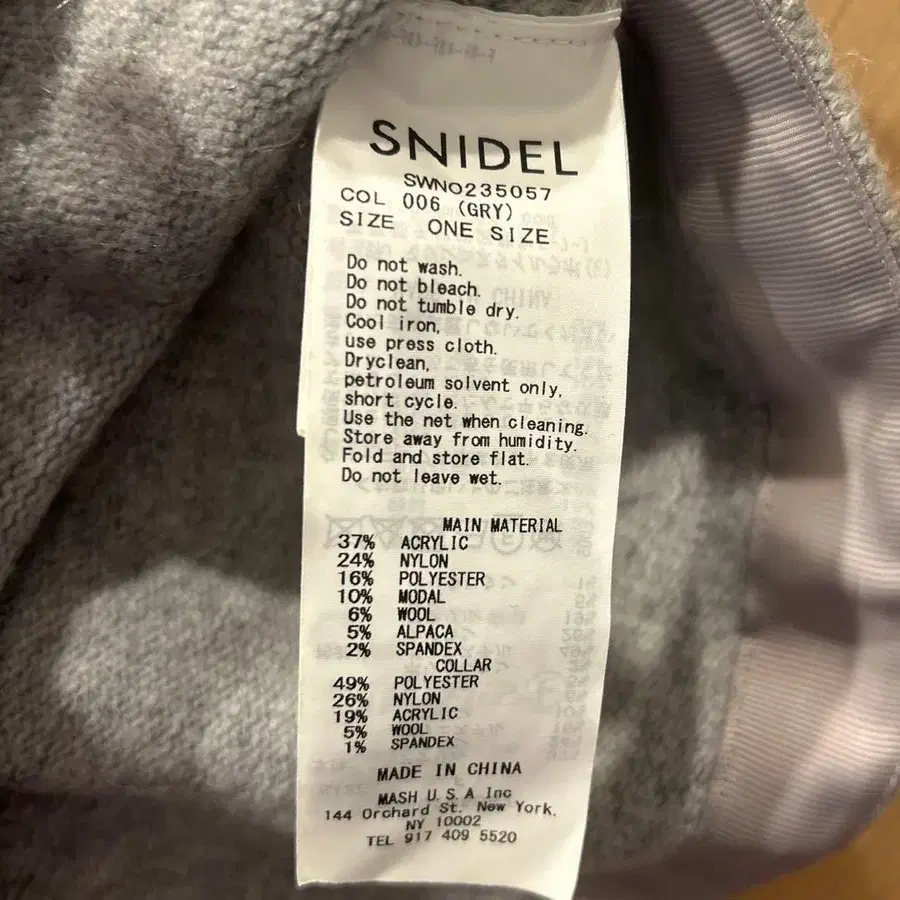 SNIDEL
SWNO235057
COL 006 (GRY)
SIZE ONE SIZE
Do not wash.
Do not bleach.
Do not tumble dry.
Cool iron,
use press cloth.
Dryclean,
petroleum solvent only,
short cycle.
Use the net when cleaning.
Store away from humidity.
Fold and store flat.
Do not leave wet.
MAIN MATERIAL
37% ACRYLIC
24% NYLON
16% POLYESTER
10% MODAL
6% WOOL
5% ALPACA
2% SPANDEX
COLLAR
49% POLYESTER
26% NYLON
19% ACRYLIC
5% WOOL
1% SPANDEX
MADE IN CHINA
MASH U.S.A Inc
144 Orchard St. New York,
NY 10002
TEL 917 409 5520